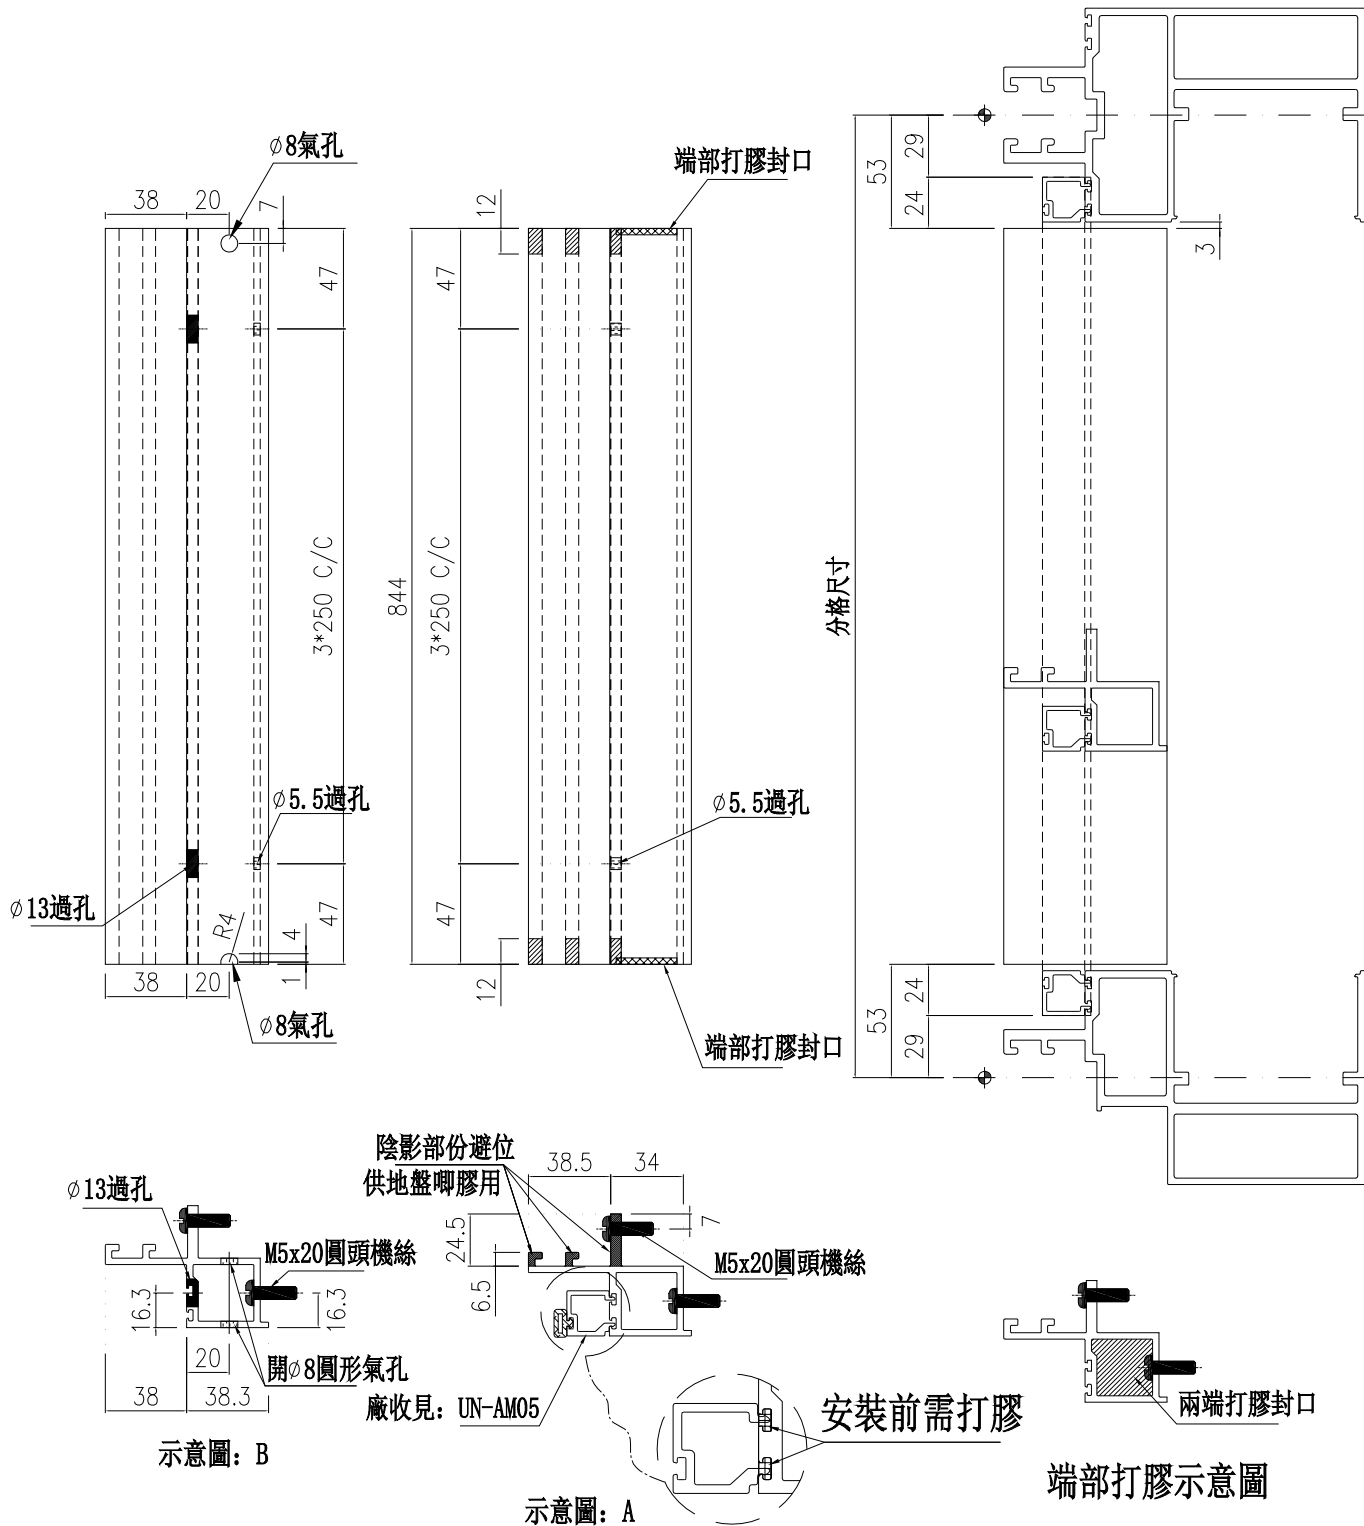 ∅8氣孔
38
20
7
47
3*250 C/C
∅5.5過孔
∅13過孔
R4
4
1
47
38
20
∅8氣孔
端部打膠封口
12
47
844
3*250 C/C
∅5.5過孔
47
12
端部打膠封口
53
29
24
3
分格尺寸
53
24
29
∅13過孔
M5x20圓頭機絲
16.3
16.3
20
開∅8圓形氣孔
38
38.3
示意圖: B
陰影部份避位
供地盤唧膠用
38.5
34
24.5
7
6.5
M5x20圓頭機絲
廠收見: UN-AM05
安裝前需打膠
示意圖: A
兩端打膠封口
端部打膠示意圖